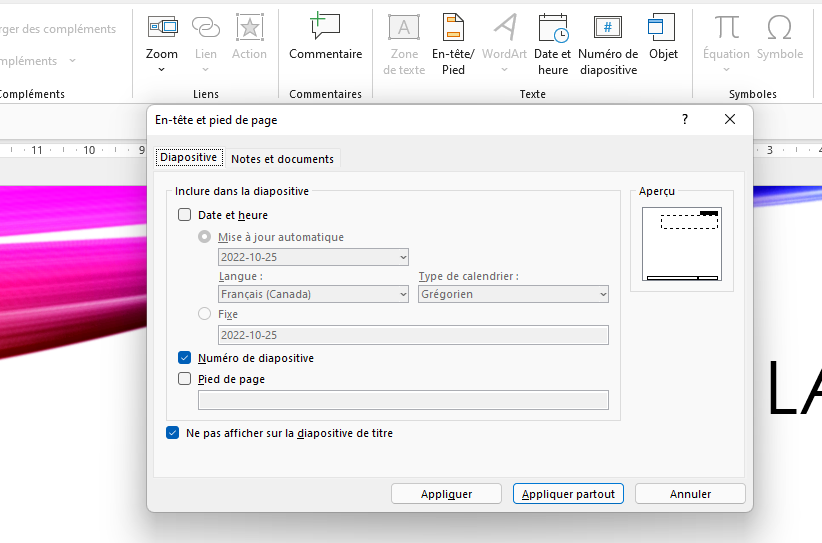 rger des compléments
mpléments
Compléments
Zoom
Lien
Action
Liens
Commentaire
Commentaires
Zone
de texte
En-tête/
Pied
WordArt
Date et
heure
Numéro de
diapositive
Objet
Texte
Équation
Symbole
Symboles
En-tête et pied de page
?
11 10 9 3 4
Diapositive
Notes et documents
Inclure dans la diapositive
Aperçu
Date et heure
Mise à jour automatique
2022-10-25
Langue :
Type de calendrier :
Français (Canada)
Grégorien
Fixe
2022-10-25
Numéro de diapositive
Pied de page
LA
Ne pas afficher sur la diapositive de titre
Appliquer
Appliquer partout
Annuler